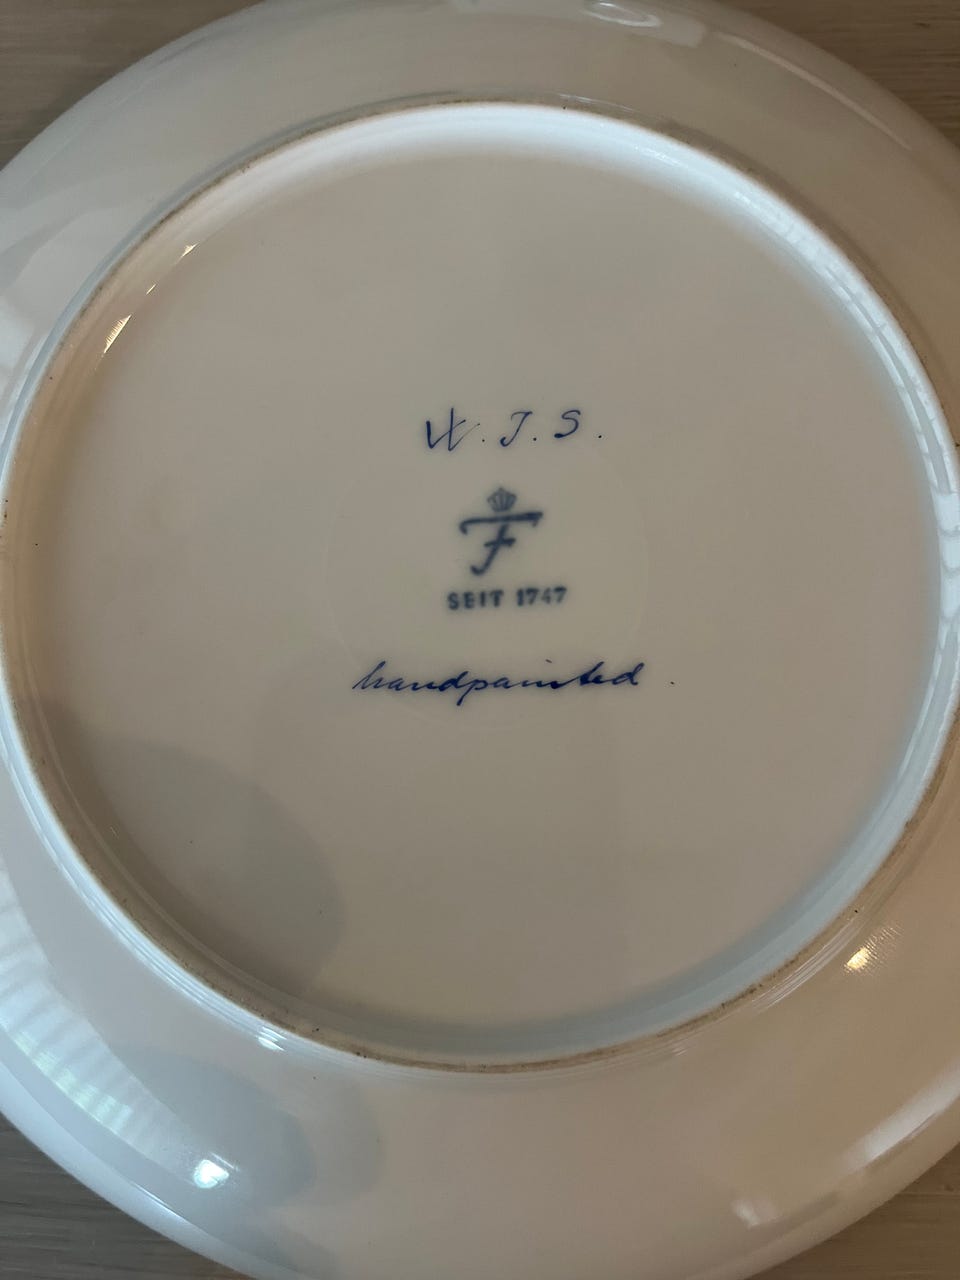 W. J. S.
F
SEIT 1747
handpainted.